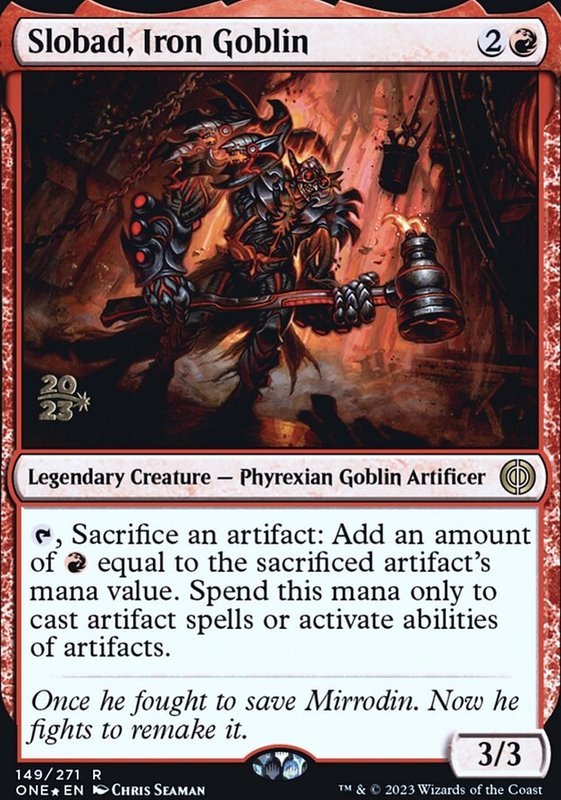 Slobad, Iron Goblin 2
20
23
Legendary Creature — Phyrexian Goblin Artificer
, Sacrifice an artifact: Add an amount
of equal to the sacrificed artifact's
mana value. Spend this mana only to
cast artifact spells or activate abilities
of artifacts.
Once he fought to save Mirrodin. Now he
fights to remake it.
3/3
149/271 R
ONE★EN Chris Seaman
™ & © 2023 Wizards of the Coast